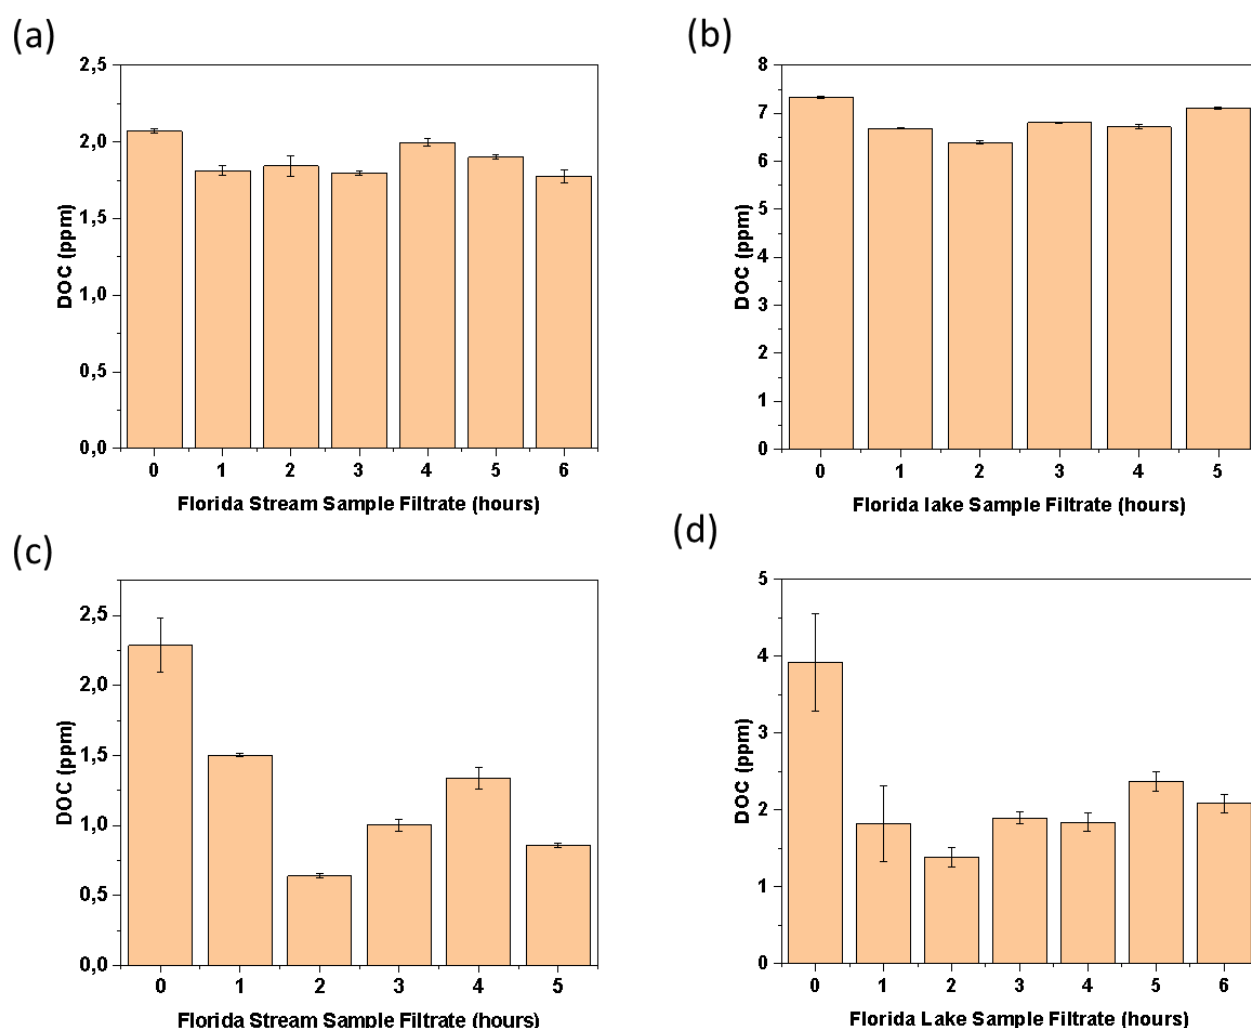 (a)
2,5
2,0
1,5
1,0
0,5
0,0
DOC (ppm)
0 1 2 3 4 5 6
Florida Stream Sample Filtrate (hours)
(b)
8
7
6
5
4
3
2
1
0
DOC (ppm)
0 1 2 3 4 5
Florida lake Sample Filtrate (hours)
(c)
2,5
2,0
1,5
1,0
0,5
0,0
DOC (ppm)
0 1 2 3 4 5
Florida Stream Sample Filtrate (hours)
(d)
5
4
3
2
1
0
DOC (ppm)
0 1 2 3 4 5 6
Florida Lake Sample Filtrate (hours)